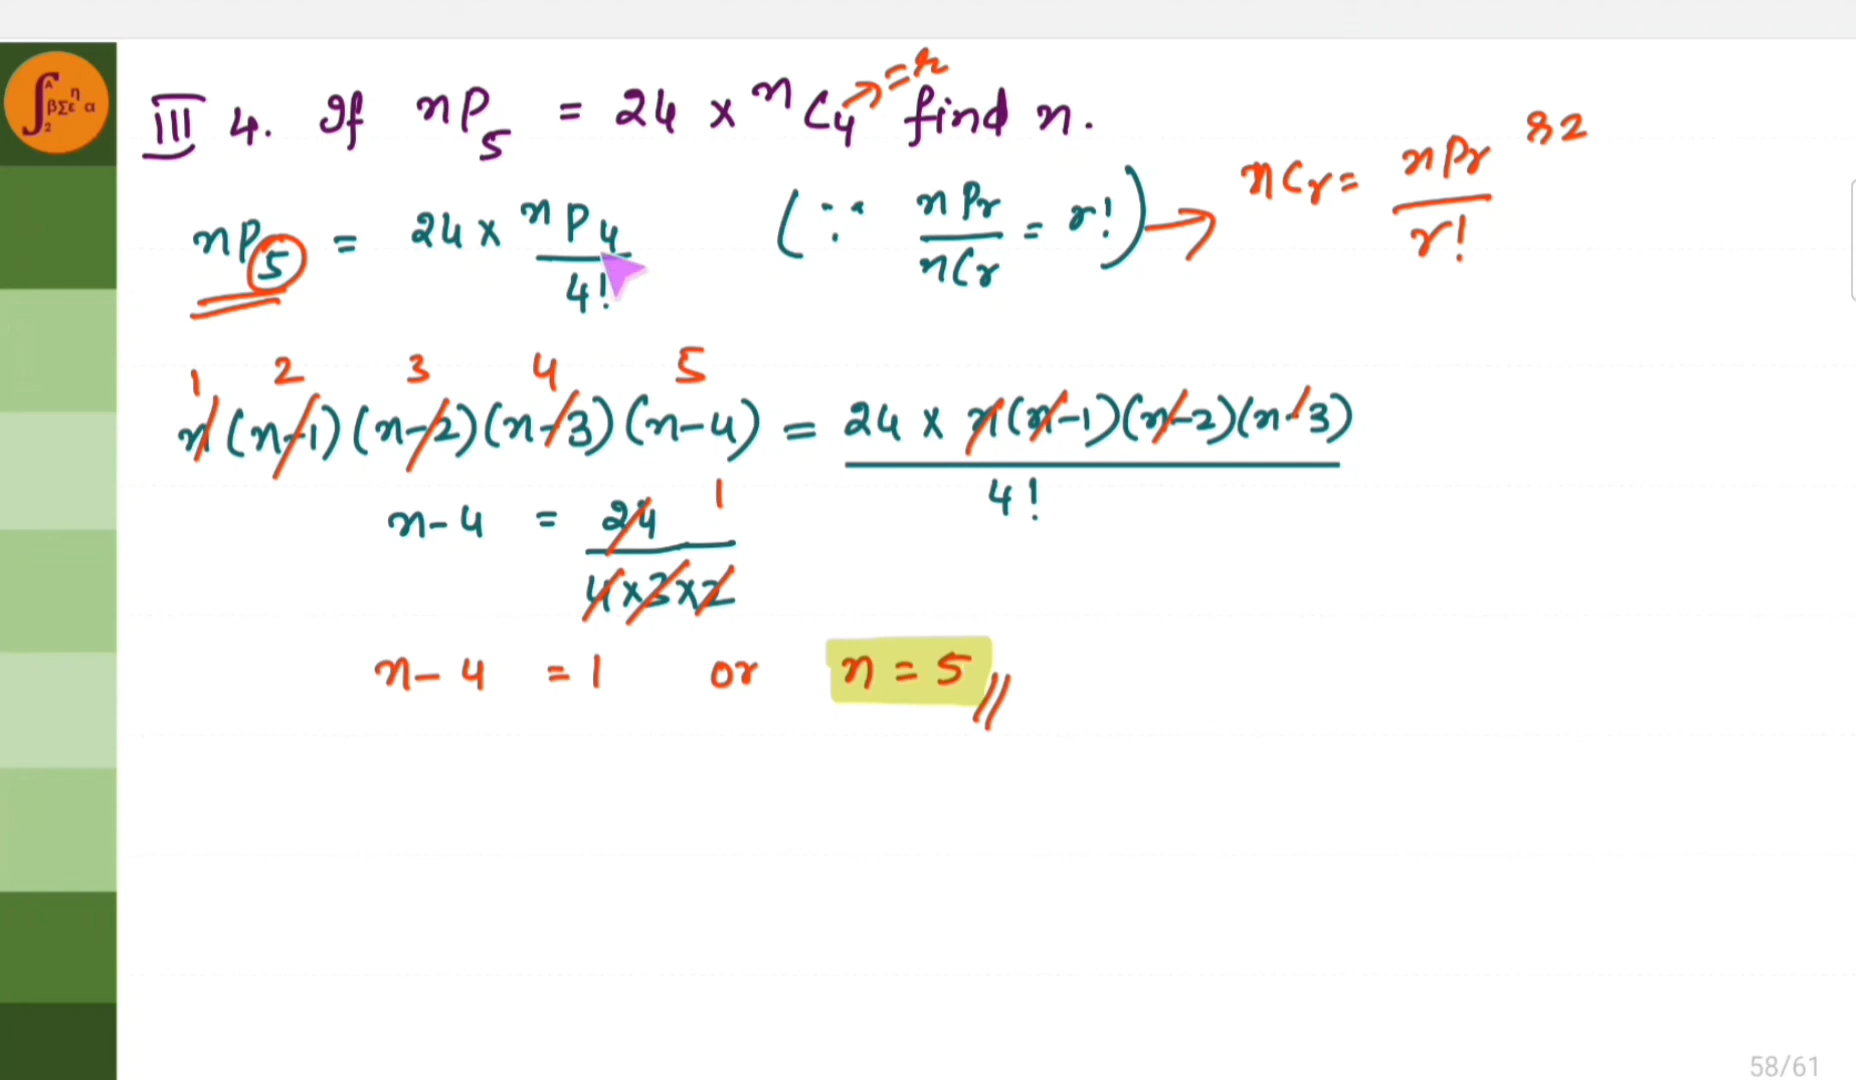 III 4. If nP5 = 24 × nC4 → = r find n.
nP5 = 24 × nP4/4! (∵ nPr/nCr = r!) → nCr = nPr/r! 82
1 2 3 4 5
n(n-1)(n-2)(n-3)(n-4) = 24 × n(n-1)(n-2)(n-3)/4!
n-4 = 24/4×3×2 1
n-4 = 1 or n = 5 //
58/61